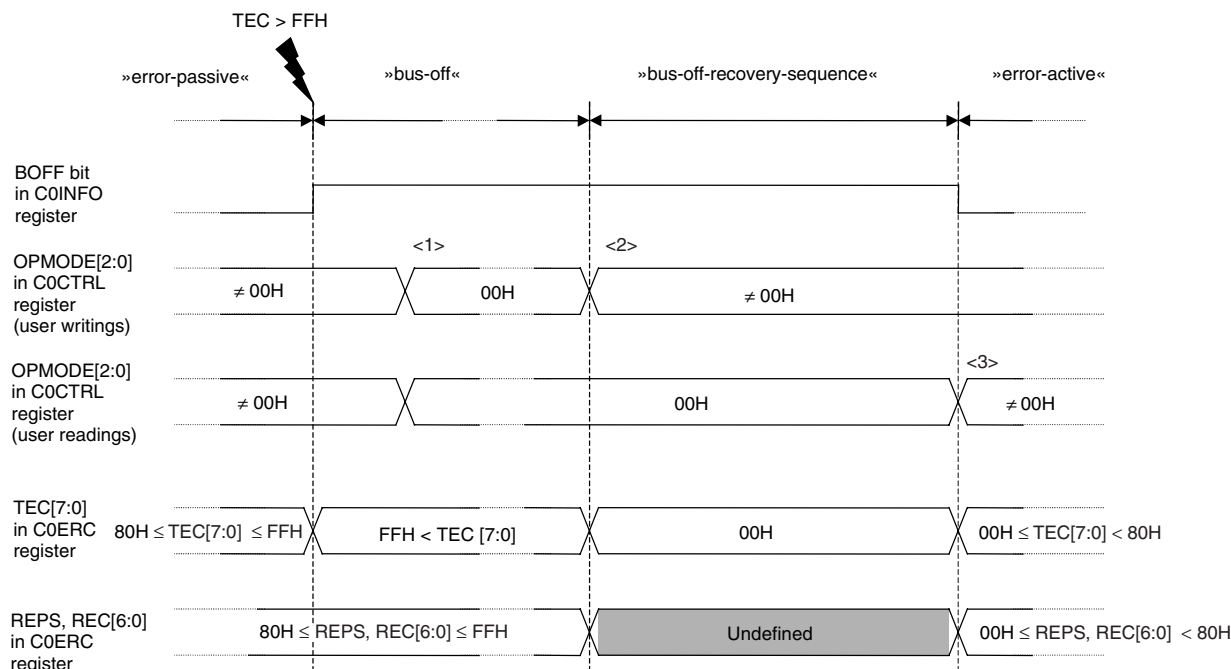 TEC > FFH
»error-passive«
»bus-off«
»bus-off-recovery-sequence«
»error-active«
BOFF bit
in C0INFO
register
<1>
<2>
OPMODE[2:0]
in C0CTRL
register
(user writings)
≠ 00H
00H
≠ 00H
<3>
OPMODE[2:0]
in C0CTRL
register
(user readings)
≠ 00H
00H
≠ 00H
TEC[7:0]
in C0ERC
register
80H ≤ TEC[7:0] ≤ FFH
FFH < TEC [7:0]
00H
00H ≤ TEC[7:0] < 80H
REPS, REC[6:0]
in C0ERC
register
80H ≤ REPS, REC[6:0] ≤ FFH
Undefined
00H ≤ REPS, REC[6:0] < 80H